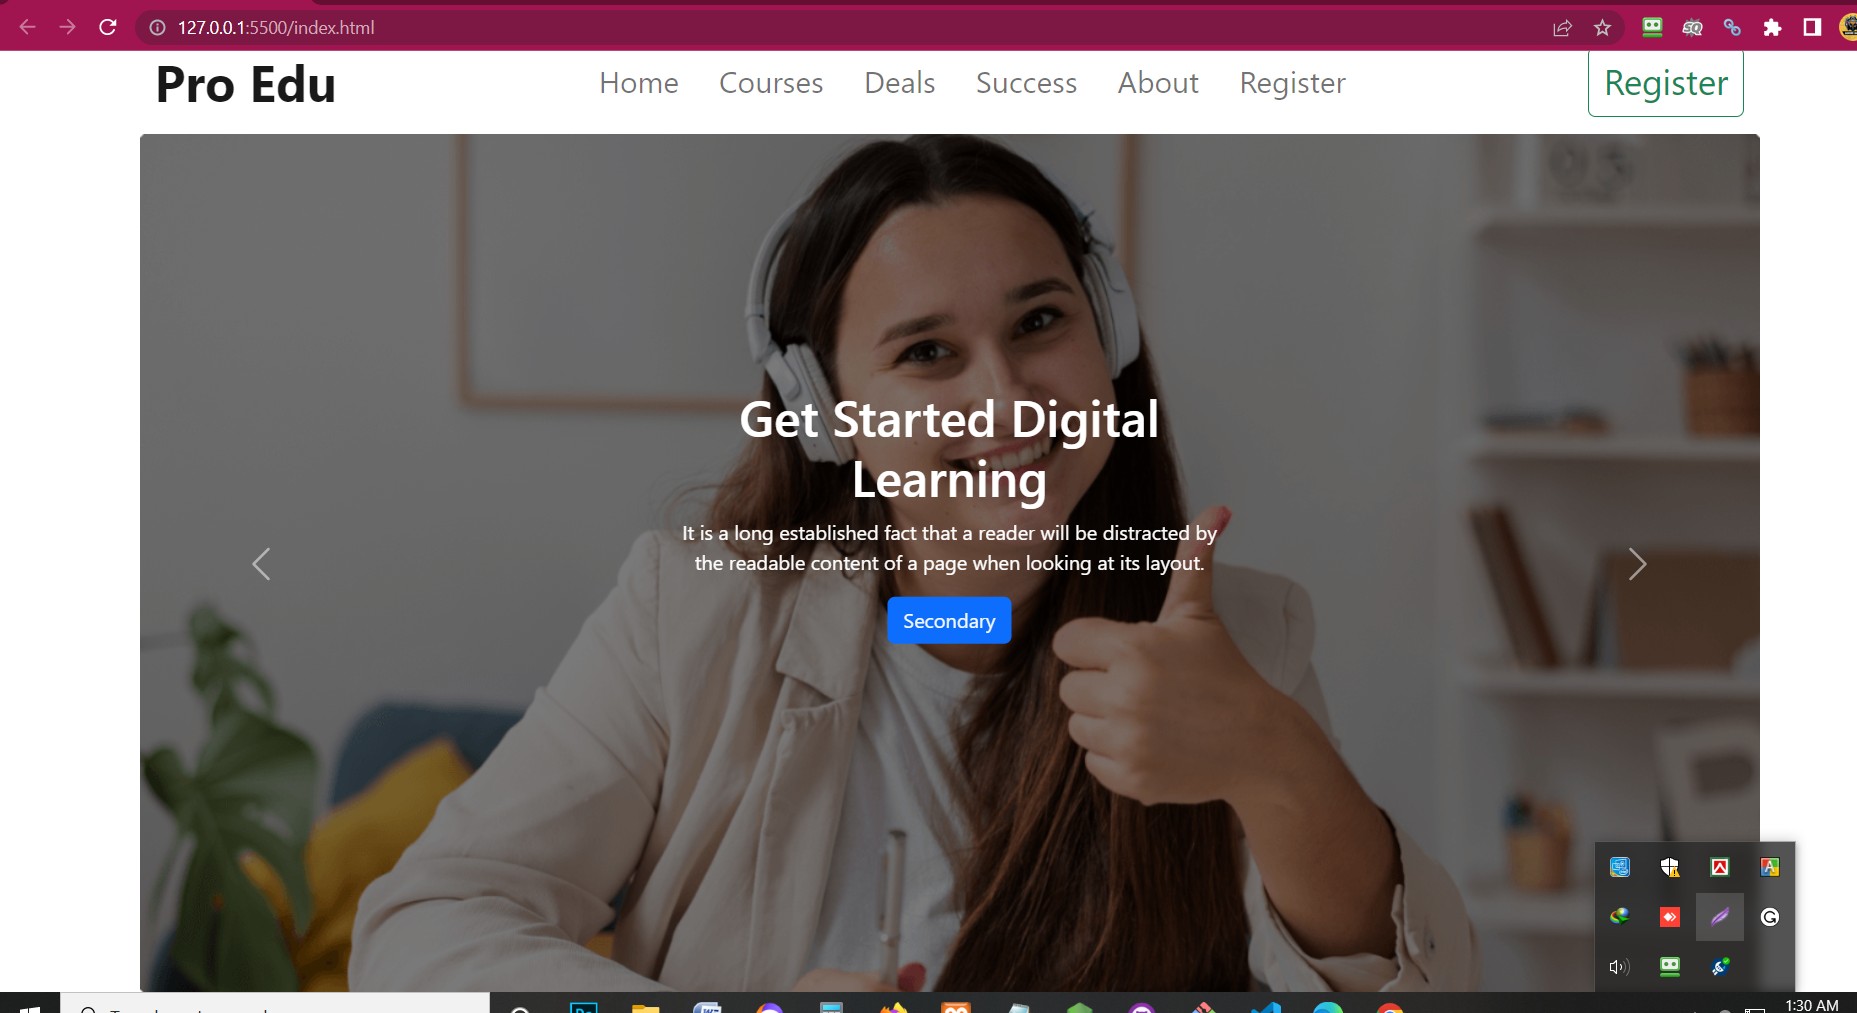 127.0.0.1:5500/index.html
Pro Edu
Home Courses Deals Success About Register
Register
Get Started Digital
Learning
It is a long established fact that a reader will be distracted by
the readable content of a page when looking at its layout.
Secondary
1:30 AM